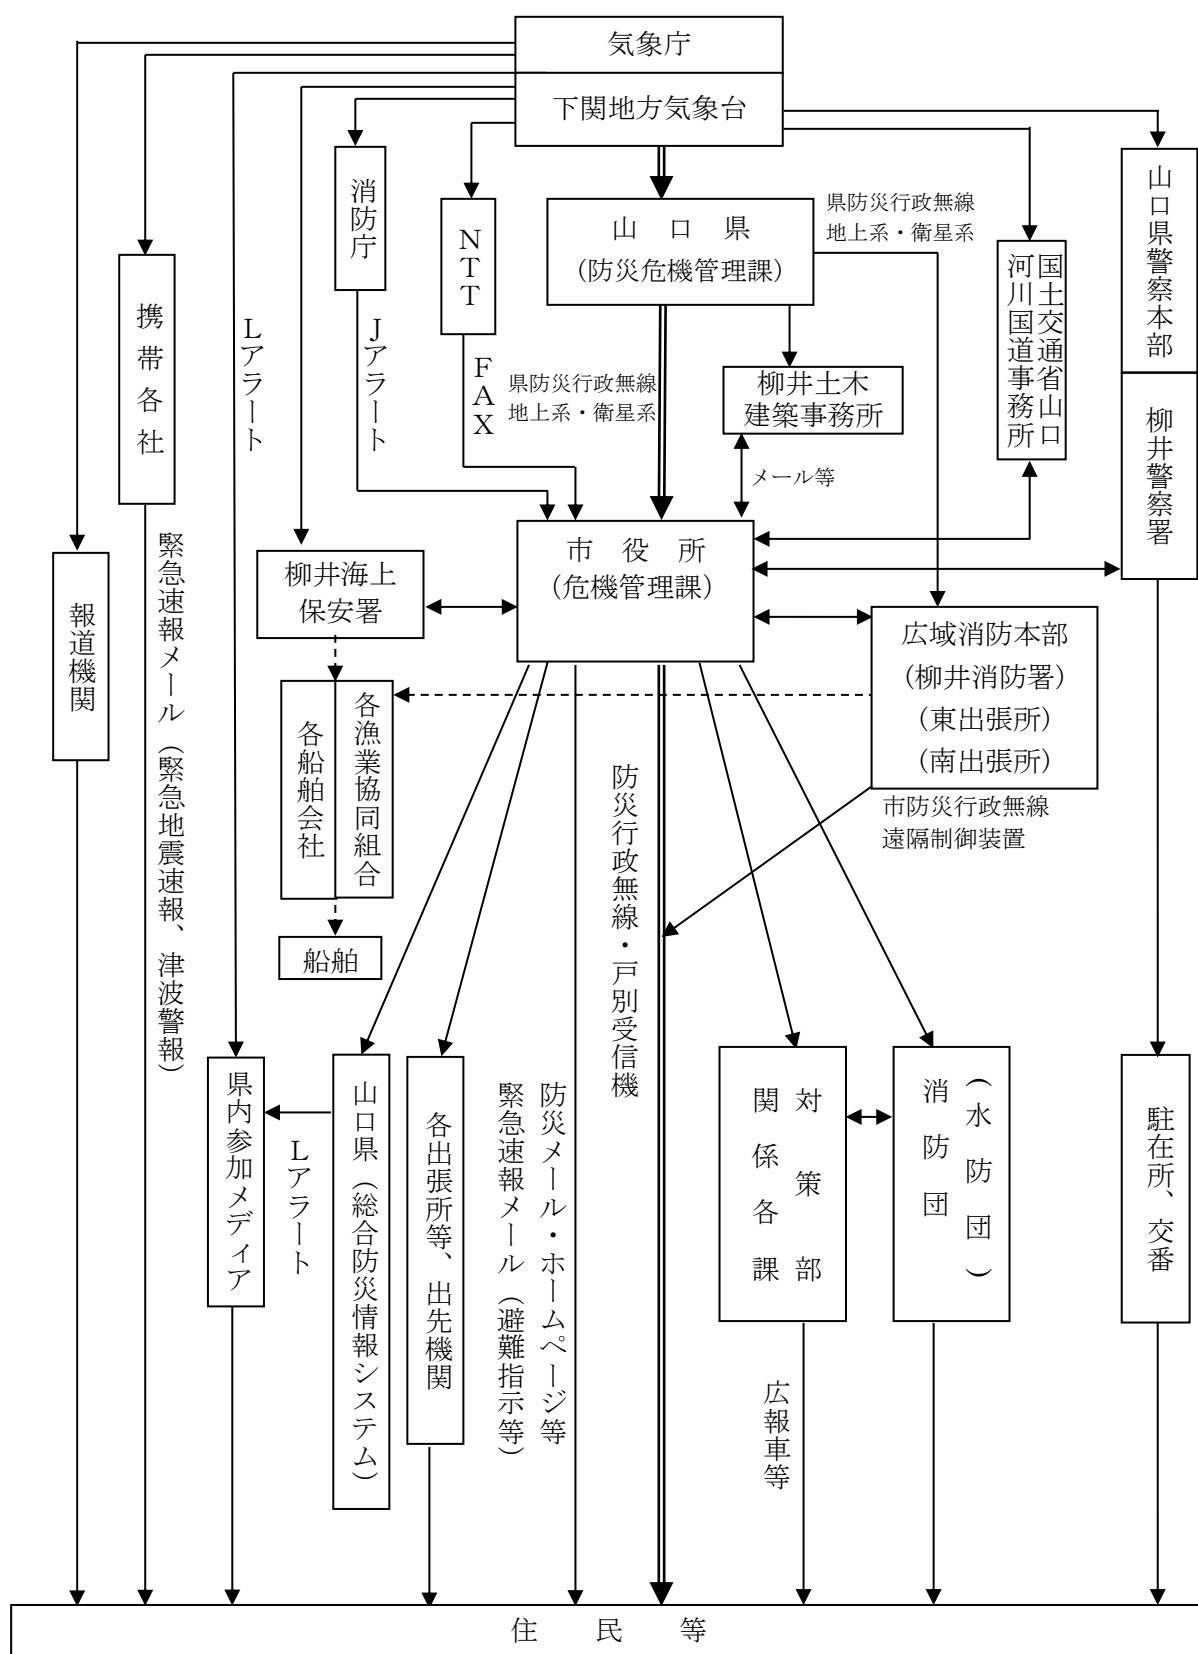 気象庁
下関地方気象台
消防庁
NTT
山　口　県
（防災危機管理課）
県防災行政無線
地上系・衛星系
国土交通省山口
河川国道事務所
山口県警察本部
柳井警察署
携帯各社
Lアラート
Jアラート
FAX
県防災行政無線
地上系・衛星系
柳井土木
建築事務所
メール等
市　役　所
（危機管理課）
柳井海上
保安署
報道機関
緊急速報メール（緊急地震速報、津波警報）
広域消防本部
（柳井消防署）
（東出張所）
（南出張所）
市防災行政無線
遠隔制御装置
各漁業協同組合
各船舶会社
船舶
防災行政無線・戸別受信機
県内参加メディア
Lアラート
山口県（総合防災情報システム）
各出張所等、出先機関
防災メール・ホームページ等
緊急速報メール（避難指示等）
対策部
関係各課
（水防団）
消防団
駐在所、交番
広報車等
住　民　等